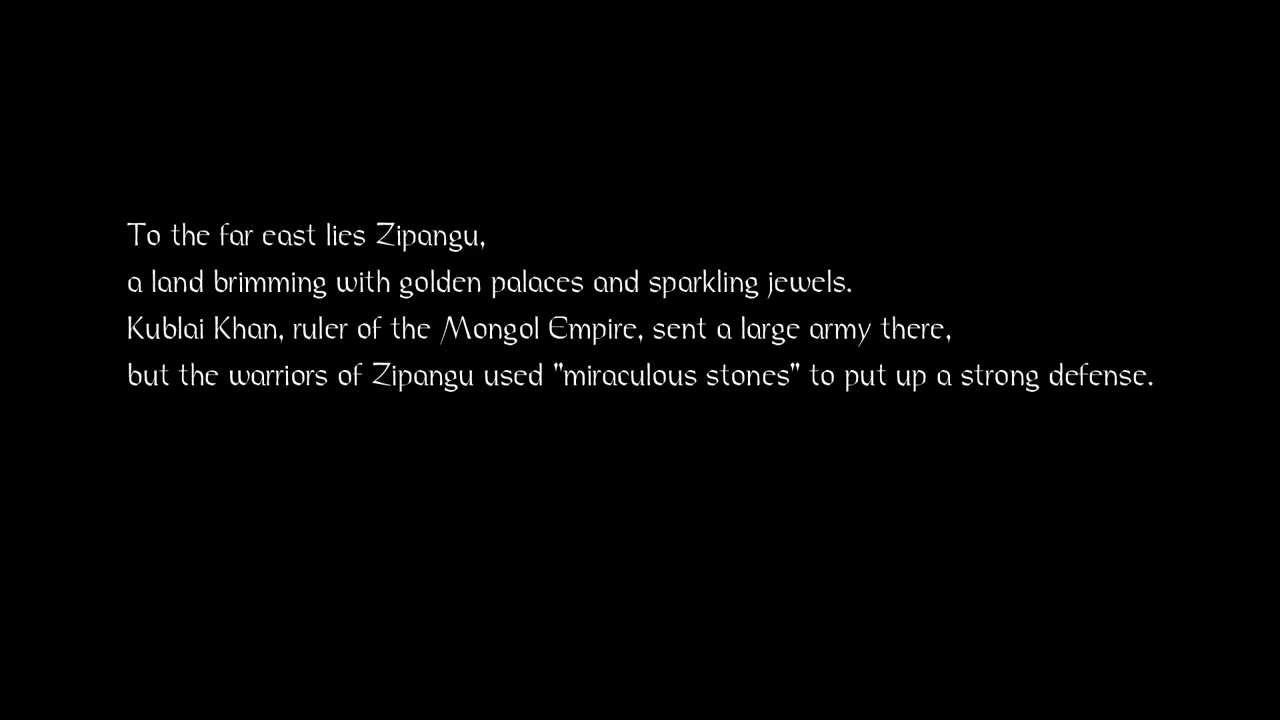 To the far east lies Zipangu,
a land brimming with golden palaces and sparkling jewels.
Kublai Khan, ruler of the Mongol Empire, sent a large army there,
but the warriors of Zipangu used "miraculous stones" to put up a strong defense.